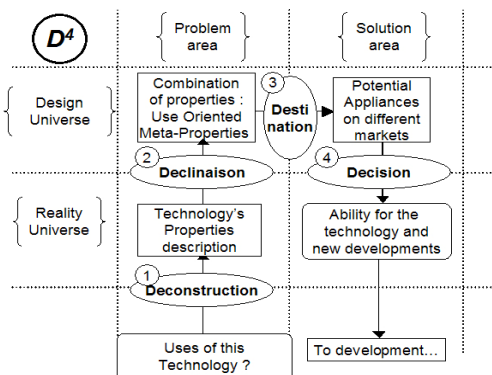 D4
Problem
area
Solution
area
Design
Universe
Combination
of properties :
Use Oriented
Meta-Properties
3
Desti
nation
Potential
Appliances
on different
markets
2
Declinaison
4
Decision
Reality
Universe
Technology's
Properties
description
Ability for the
technology and
new developments
1
Deconstruction
Uses of this
Technology ?
To development…